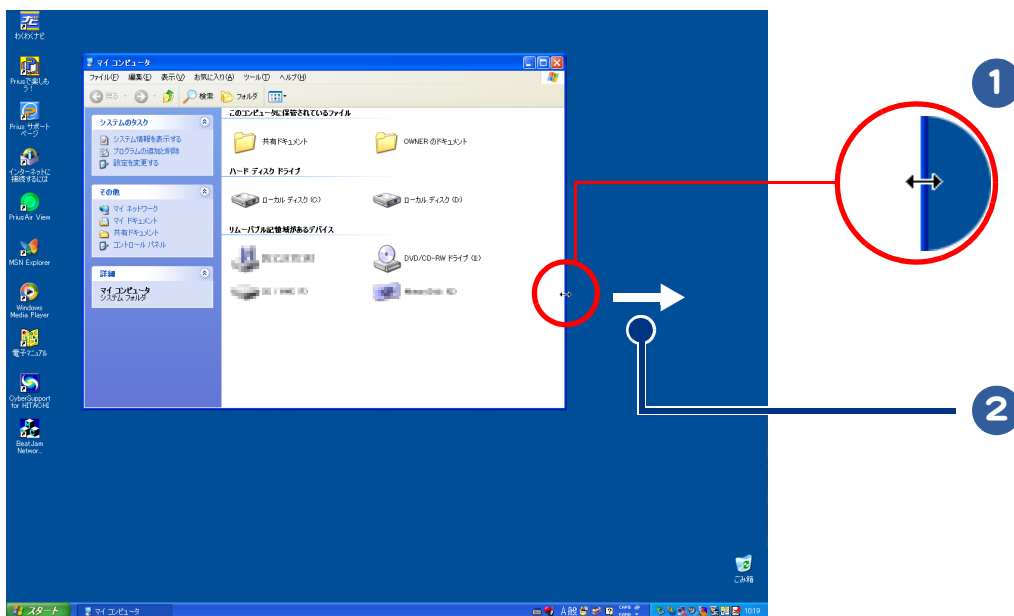 わくわくナビ
Priusで楽しも
う!
Prius サポート
ページ
インターネットに
接続するには
PriusAir View
MSN Explorer
Windows
Media Player
電子マニュアル
CyberSupport
for HITACHI
BeatJam
Networ...
マイ コンピュータ
ファイル(F) 編集(E) 表示(V) お気に入り(A) ツール(T) ヘルプ(H)
戻る 検索 フォルダ
システムのタスク
システム情報を表示する
プログラムの追加と削除
設定を変更する
その他
マイ ネットワーク
マイ ドキュメント
共有ドキュメント
コントロール パネル
詳細
マイ コンピュータ
システム フォルダ
このコンピュータに保管されているファイル
共有ドキュメント OWNER のドキュメント
ハード ディスク ドライブ
ローカル ディスク (C:) ローカル ディスク (D:)
リムーバブル記憶域があるデバイス
DVD/CD-RW ドライブ (E:)
1
2
ごみ箱
スタート マイ コンピュータ A 般 CAPS KANA 10:19